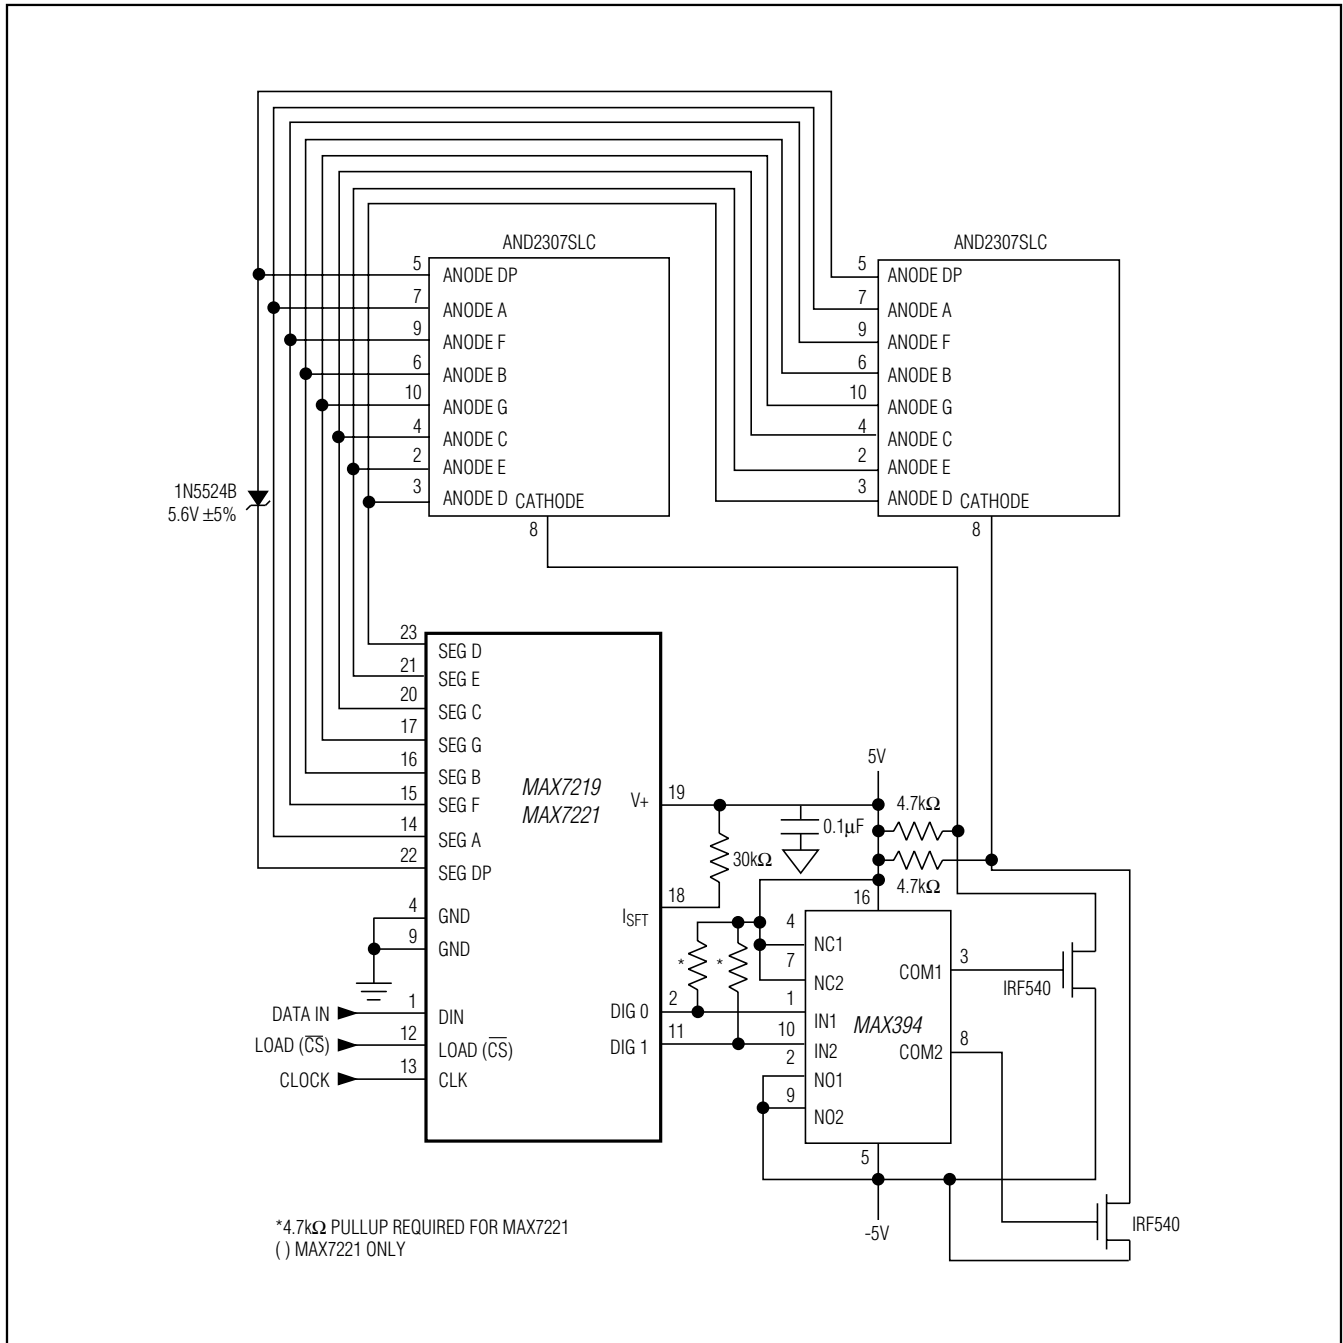 AND2307SLC
5 ANODE DP
7 ANODE A
9 ANODE F
6 ANODE B
10 ANODE G
4 ANODE C
2 ANODE E
3 ANODE D
CATHODE
8
AND2307SLC
5 ANODE DP
7 ANODE A
9 ANODE F
6 ANODE B
10 ANODE G
4 ANODE C
2 ANODE E
3 ANODE D
CATHODE
8
1N5524B
5.6V ±5%
23 SEG D
21 SEG E
20 SEG C
17 SEG G
16 SEG B
15 SEG F
14 SEG A
22 SEG DP
4 GND
9 GND
DATA IN 1 DIN
LOAD (C̅S̅) 12 LOAD (C̅S̅)
CLOCK 13 CLK
MAX7219
MAX7221
V+ 19
ISFT 18
DIG 0 2
DIG 1 11
30kΩ
0.1µF
5V
4.7kΩ
4.7kΩ
*
*
16
4 NC1
7 NC2
1 IN1
10 IN2
2 NO1
9 NO2
MAX394
COM1 3
COM2 8
5
-5V
IRF540
IRF540
*4.7kΩ PULLUP REQUIRED FOR MAX7221
( ) MAX7221 ONLY